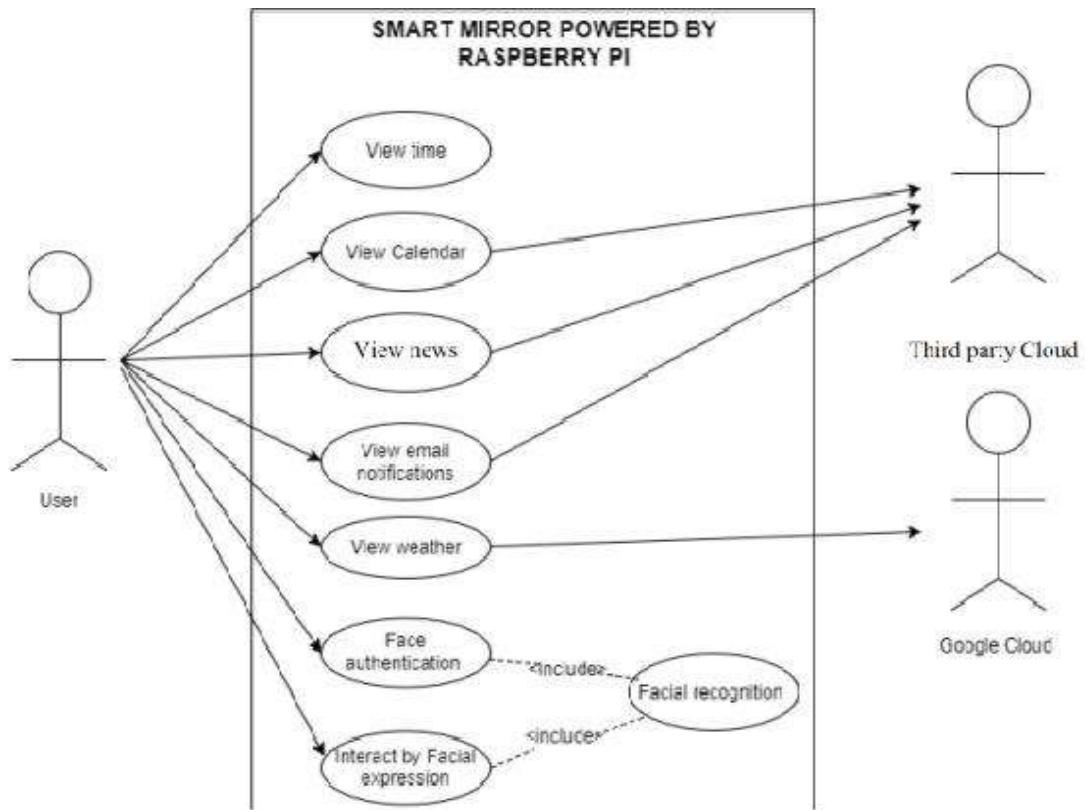 SMART MIRROR POWERED BY
RASPBERRY PI
View time
View Calendar
View news
Third party Cloud
View email
notifications
User
View weather
Face
authentication
<include>
Google Cloud
Facial recognition
<include>
Interact by Facial
expression